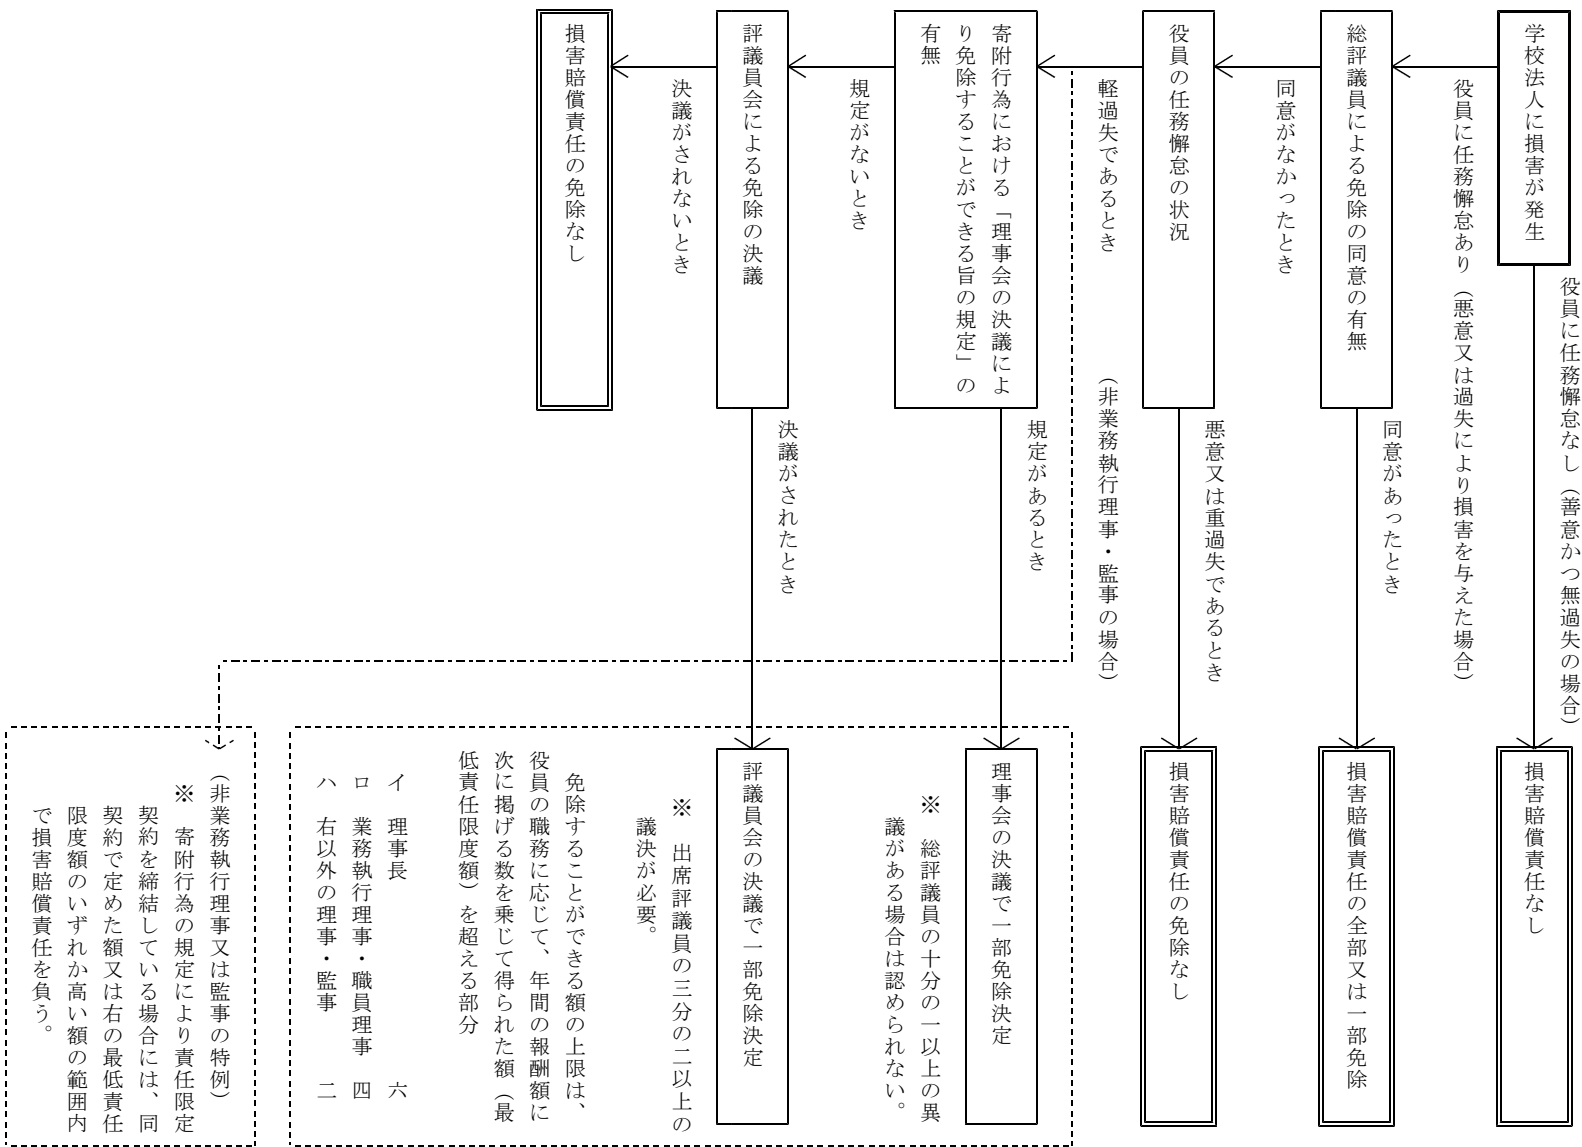 学校法人に損害が発生
役員に任務懈怠なし（善意かつ無過失の場合）
損害賠償責任なし
役員に任務懈怠あり（悪意又は過失により損害を与えた場合）
総評議員による免除の同意の有無
同意があったとき
損害賠償責任の全部又は一部免除
同意がなかったとき
役員の任務懈怠の状況
悪意又は重過失であるとき
損害賠償責任の免除なし
軽過失であるとき
（非業務執行理事・監事の場合）
寄附行為における「理事会の決議によ
り免除することができる旨の規定」の
有無
規定があるとき
理事会の決議で一部免除決定
※　総評議員の十分の一以上の異
議がある場合は認められない。
規定がないとき
評議員会による免除の決議
決議がされたとき
評議員会の決議で一部免除決定
※　出席評議員の三分の二以上の
議決が必要。
決議がされないとき
損害賠償責任の免除なし
免除することができる額の上限は、
役員の職務に応じて、年間の報酬額に
次に掲げる数を乗じて得られた額（最
低責任限度額）を超える部分
イ　理事長　六
ロ　業務執行理事・職員理事　四
ハ　右以外の理事・監事　二
（非業務執行理事又は監事の特例）
※　寄附行為の規定により責任限定
契約を締結している場合には、同
契約で定めた額又は右の最低責任
限度額のいずれか高い額の範囲内
で損害賠償責任を負う。